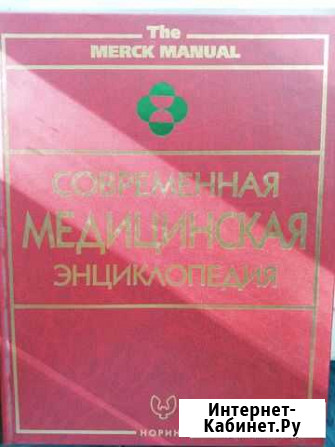 The
MERCK MANUAL
СОВРЕМЕННАЯ
МЕДИЦИНСКАЯ
ЭНЦИКЛОПЕДИЯ
Интернет-
Кабинет.Ру